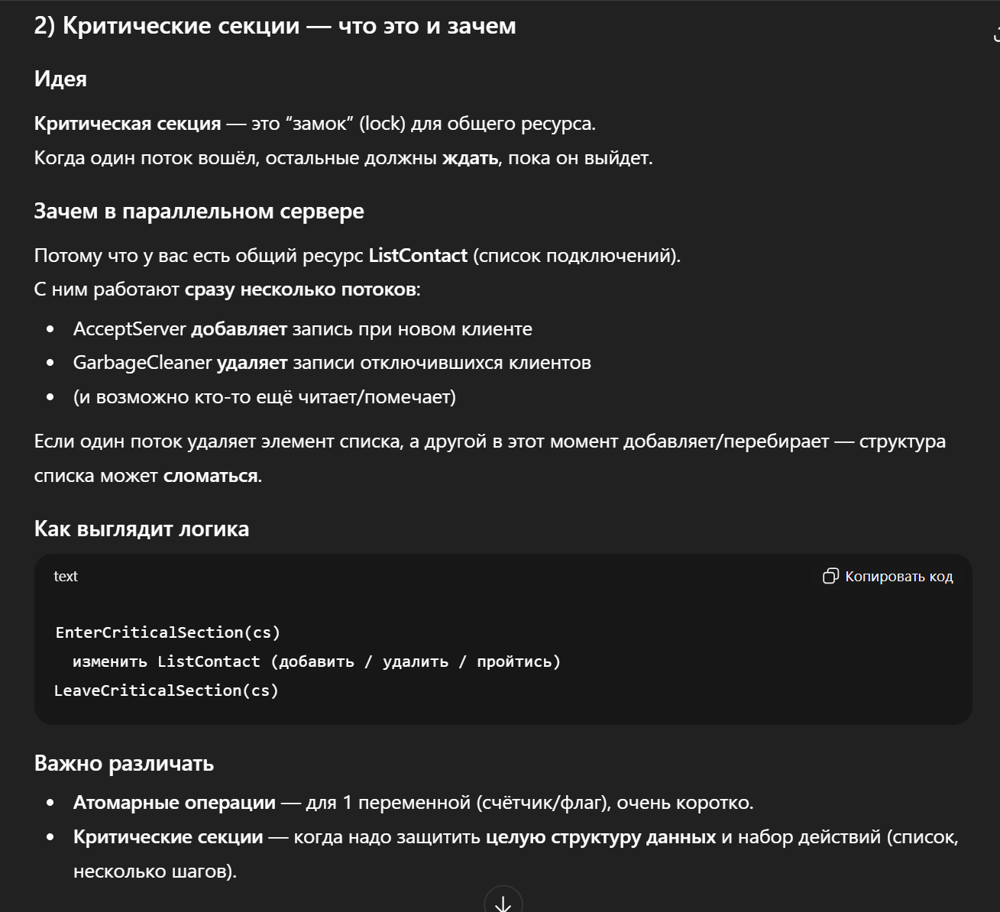 2) Критические секции — что это и зачем
Идея
Критическая секция — это “замок” (lock) для общего ресурса.
Когда один поток вошёл, остальные должны ждать, пока он выйдет.
Зачем в параллельном сервере
Потому что у вас есть общий ресурс ListContact (список подключений).
С ним работают сразу несколько потоков:
• AcceptServer добавляет запись при новом клиенте
• GarbageCleaner удаляет записи отключившихся клиентов
• (и возможно кто-то ещё читает/помечает)
Если один поток удаляет элемент списка, а другой в этот момент добавляет/перебирает — структура
списка может сломаться.
Как выглядит логика
text
Копировать код
EnterCriticalSection(cs)
изменить ListContact (добавить / удалить / пройтись)
LeaveCriticalSection(cs)
Важно различать
• Атомарные операции — для 1 переменной (счётчик/флаг), очень коротко.
• Критические секции — когда надо защитить целую структуру данных и набор действий (список,
несколько шагов).